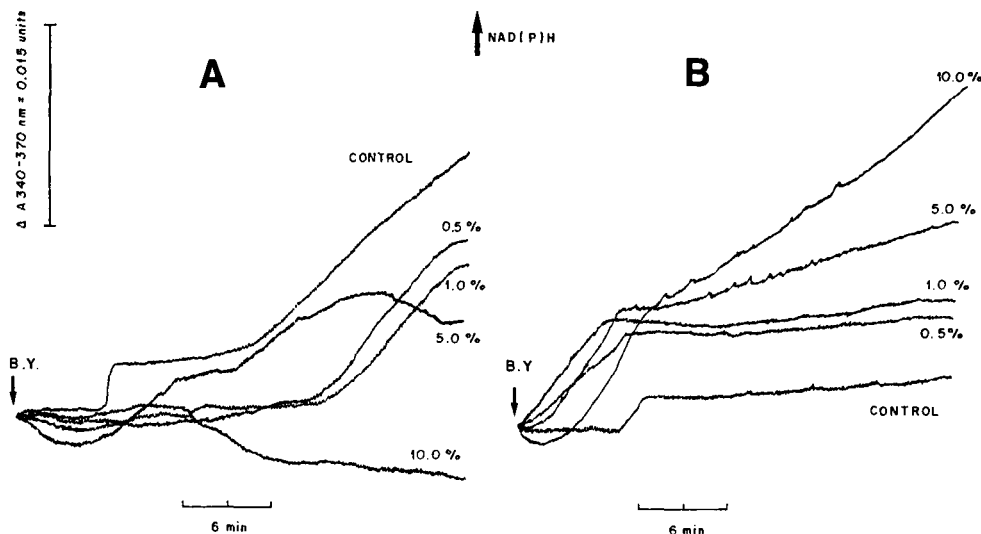 Δ A 340-370 nm = 0.015 units
A
NAD(P)H
B
CONTROL
0.5 %
1.0 %
5.0 %
B.Y.
10.0 %
6 min
10.0 %
5.0 %
1.0 %
0.5%
B.Y
CONTROL
6 min